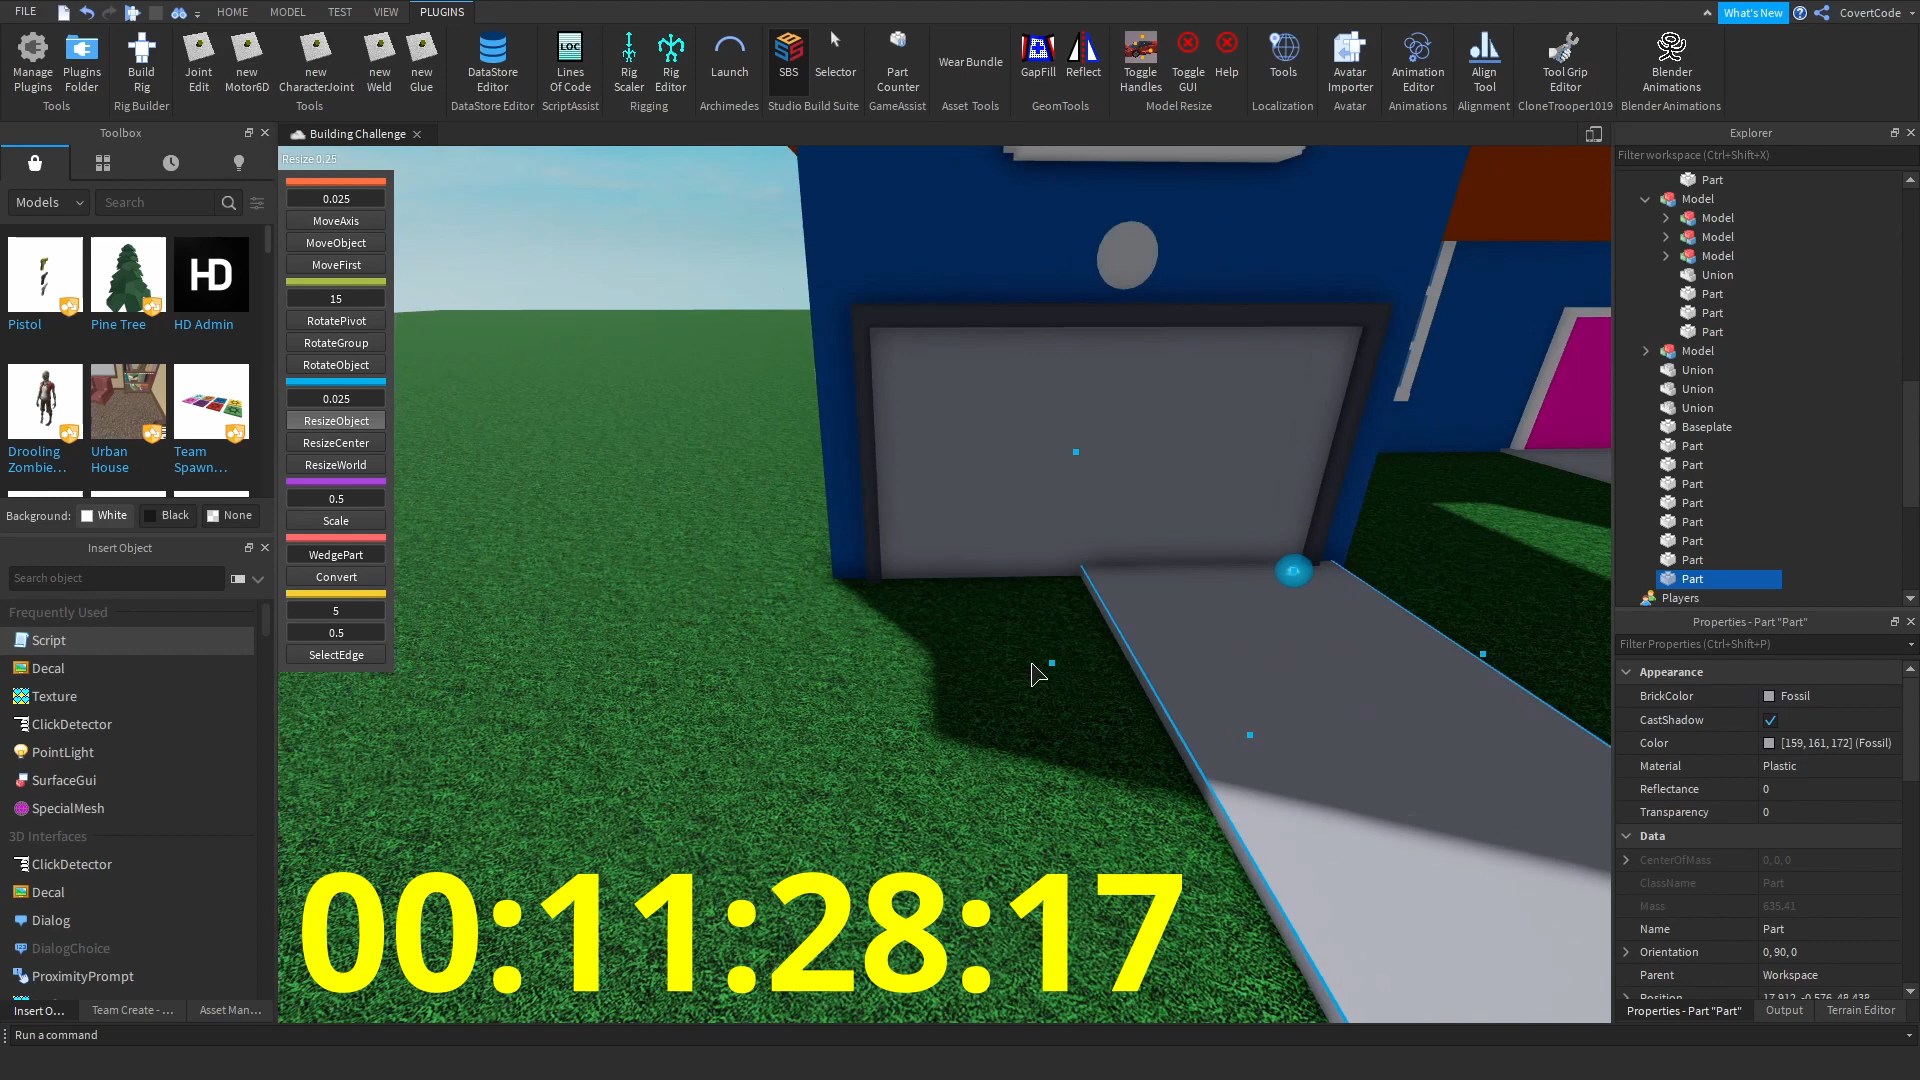 FILE
HOME
MODEL
TEST
VIEW
PLUGINS
What's New
CovertCode
Manage Plugins
Plugins Folder
Build Rig
Joint Edit
new Motor6D
new CharacterJoint
new Weld
new Glue
DataStore Editor
LOC
Lines Of Code
Rig Scaler
Rig Editor
Launch
SBS
Selector
Part Counter
Wear Bundle
GapFill
Reflect
Toggle Handles
Toggle GUI
Help
Tools
Avatar Importer
Animation Editor
Align Tool
Tool Grip Editor
Blender Animations
Tools
Rig Builder
Tools
DataStore Editor
ScriptAssist
Rigging
Archimedes
Studio Build Suite
GameAssist
Asset Tools
GeomTools
Model Resize
Localization
Avatar
Animations
Alignment
CloneTrooper1019
Blender Animations
Toolbox
Models
Search
HD
Pistol
Pine Tree
HD Admin
Drooling Zombie...
Urban House
Team Spawn...
Background:
White
Black
None
Insert Object
Search object
Frequently Used
Script
Decal
Texture
ClickDetector
PointLight
SurfaceGui
SpecialMesh
3D Interfaces
ClickDetector
Decal
Dialog
DialogChoice
ProximityPrompt
Insert O...
Team Create - ...
Asset Man...
Run a command
Building Challenge
Resize 0.25
0.025
MoveAxis
MoveObject
MoveFirst
15
RotatePivot
RotateGroup
RotateObject
0.025
ResizeObject
ResizeCenter
ResizeWorld
0.5
Scale
WedgePart
Convert
5
0.5
SelectEdge
00:11:28:17
Explorer
Filter workspace (Ctrl+Shift+X)
Part
Model
Model
Model
Model
Union
Part
Part
Part
Model
Union
Union
Union
Baseplate
Part
Part
Part
Part
Part
Part
Part
Part
Players
Properties - Part "Part"
Filter Properties (Ctrl+Shift+P)
Appearance
BrickColor Fossil
CastShadow
Color [159, 161, 172] (Fossil)
Material Plastic
Reflectance 0
Transparency 0
Data
CenterOfMass 0, 0, 0
ClassName Part
Mass 635.41
Name Part
Orientation 0, 90, 0
Parent Workspace
Position 17.912, -0.576, 48.438
Properties - Part "Part"
Output
Terrain Editor